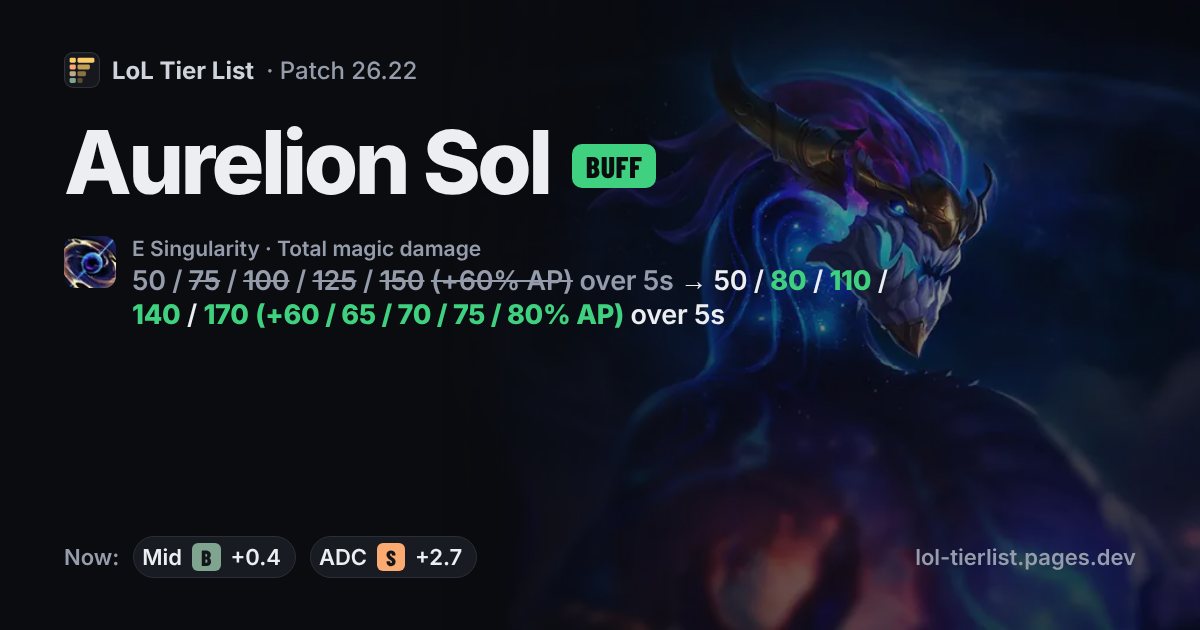 LoL Tier List · Patch 26.22
Aurelion Sol BUFF
E Singularity · Total magic damage
50 / 75 / 100 / 125 / 150 (+60% AP) over 5s → 50 / 80 / 110 /
140 / 170 (+60 / 65 / 70 / 75 / 80% AP) over 5s
Now: Mid B +0.4 ADC S +2.7
lol-tierlist.pages.dev